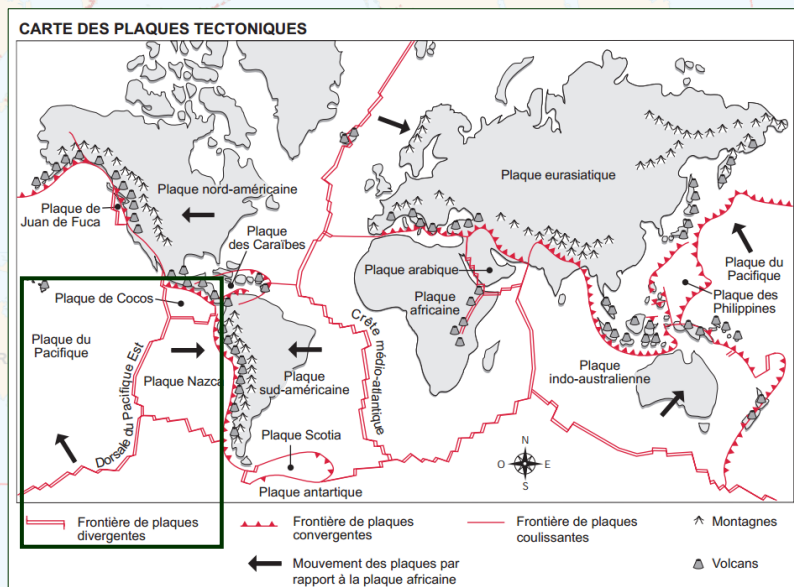 CARTE DES PLAQUES TECTONIQUES
Plaque nord-américaine
Plaque de
Juan de Fuca
Plaque
des Caraïbes
Plaque de Cocos
Plaque du
Pacifique
Dorsale du Pacifique Est
Plaque Nazca
Plaque
sud-américaine
Plaque Scotia
Plaque antartique
Crête médio-atlantique
Plaque eurasiatique
Plaque arabique
Plaque
africaine
Plaque du
Pacifique
Plaque des
Philippines
Plaque
indo-australienne
N
O
E
S
Frontière de plaques
divergentes
Frontière de plaques
convergentes
Frontière de plaques
coulissantes
Montagnes
Mouvement des plaques par
rapport à la plaque africaine
Volcans